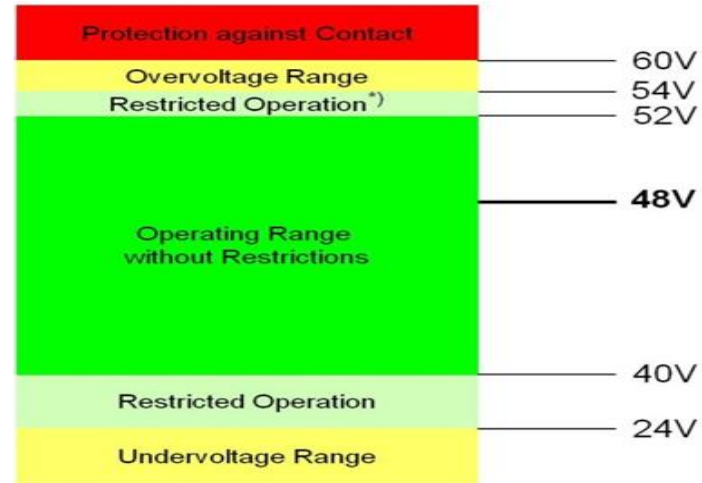 Protection against Contact
60V
Overvoltage Range
54V
Restricted Operation*)
52V
48V
Operating Range
without Restrictions
40V
Restricted Operation
24V
Undervoltage Range